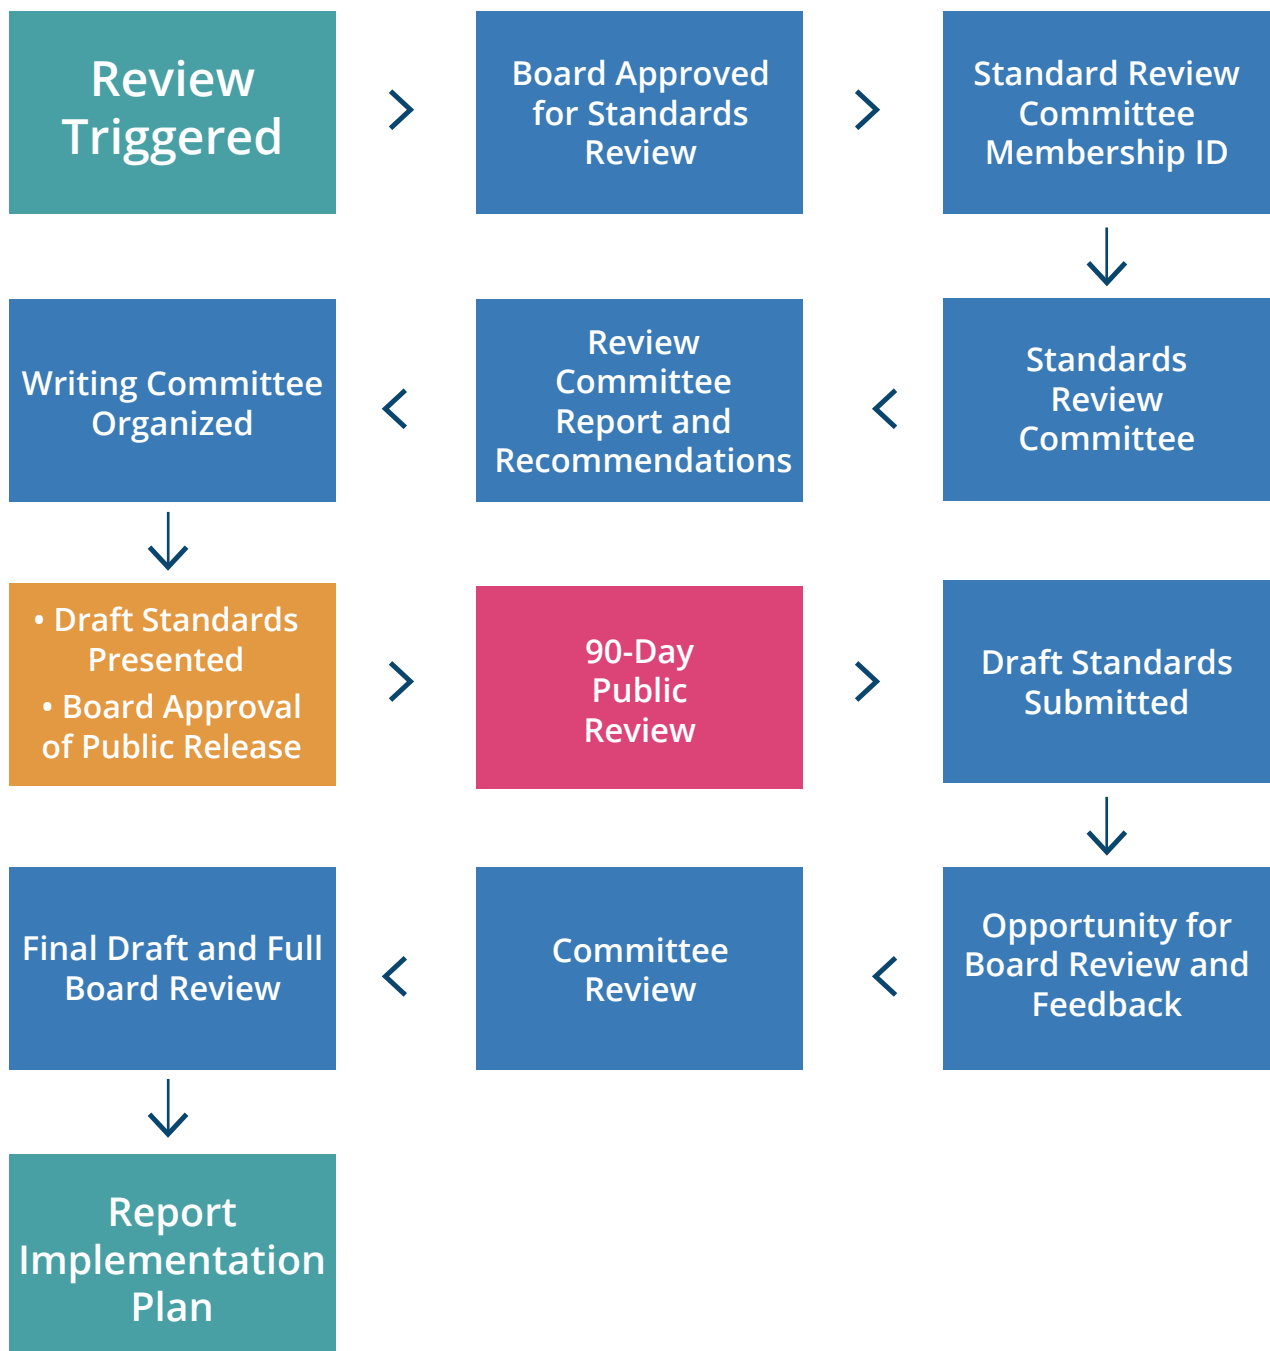 Review
Triggered
Board Approved
for Standards
Review
Standard Review
Committee
Membership ID
Standards
Review
Committee
Review
Committee
Report and
Recommendations
Writing Committee
Organized
• Draft Standards
Presented
• Board Approval
of Public Release
90-Day
Public
Review
Draft Standards
Submitted
Opportunity for
Board Review and
Feedback
Committee
Review
Final Draft and Full
Board Review
Report
Implementation
Plan